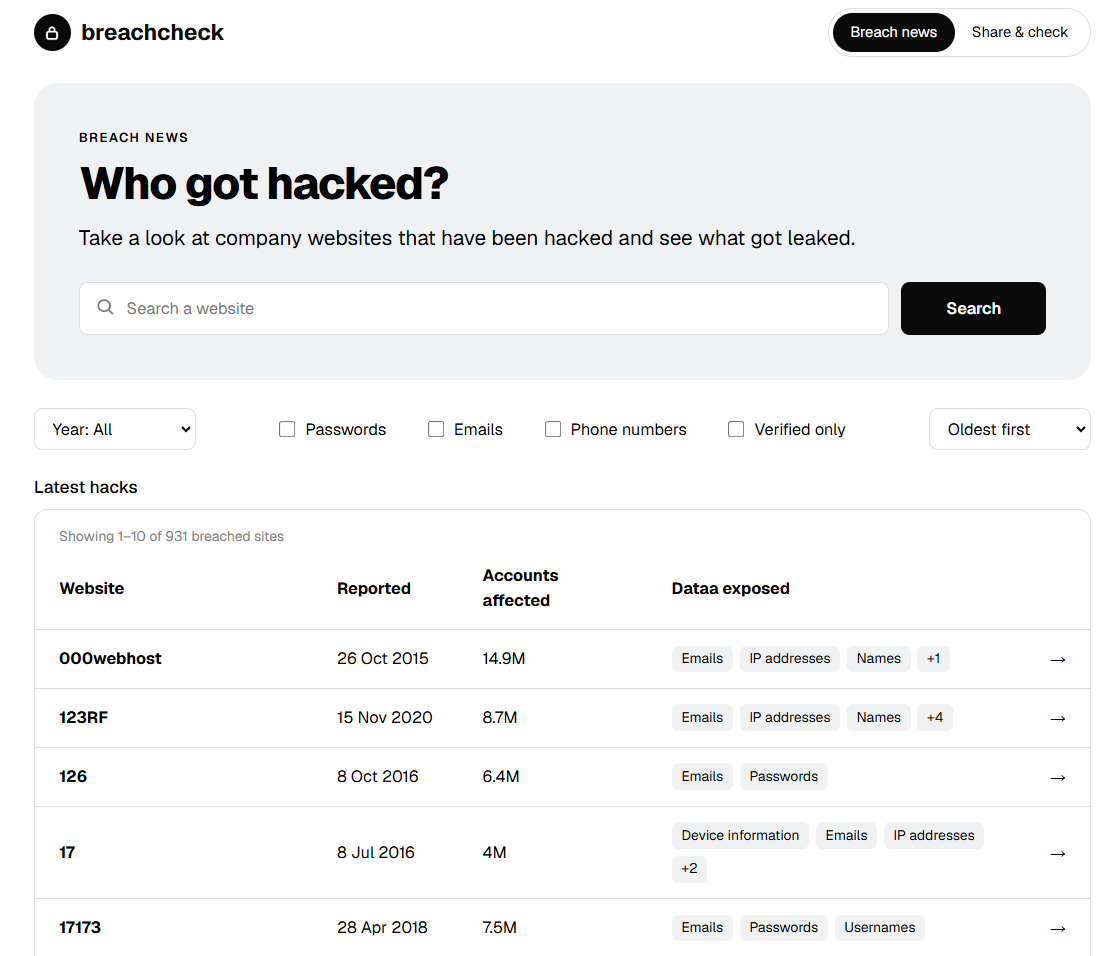 breachcheck
Breach news
Share & check
BREACH NEWS
Who got hacked?
Take a look at company websites that have been hacked and see what got leaked.
Search a website
Search
Year: All
Passwords
Emails
Phone numbers
Verified only
Oldest first
Latest hacks
Showing 1–10 of 931 breached sites
Website
Reported
Accounts
affected
Dataa exposed
000webhost
26 Oct 2015
14.9M
Emails
IP addresses
Names
+1
→
123RF
15 Nov 2020
8.7M
Emails
IP addresses
Names
+4
→
126
8 Oct 2016
6.4M
Emails
Passwords
→
17
8 Jul 2016
4M
Device information
Emails
IP addresses
+2
→
17173
28 Apr 2018
7.5M
Emails
Passwords
Usernames
→